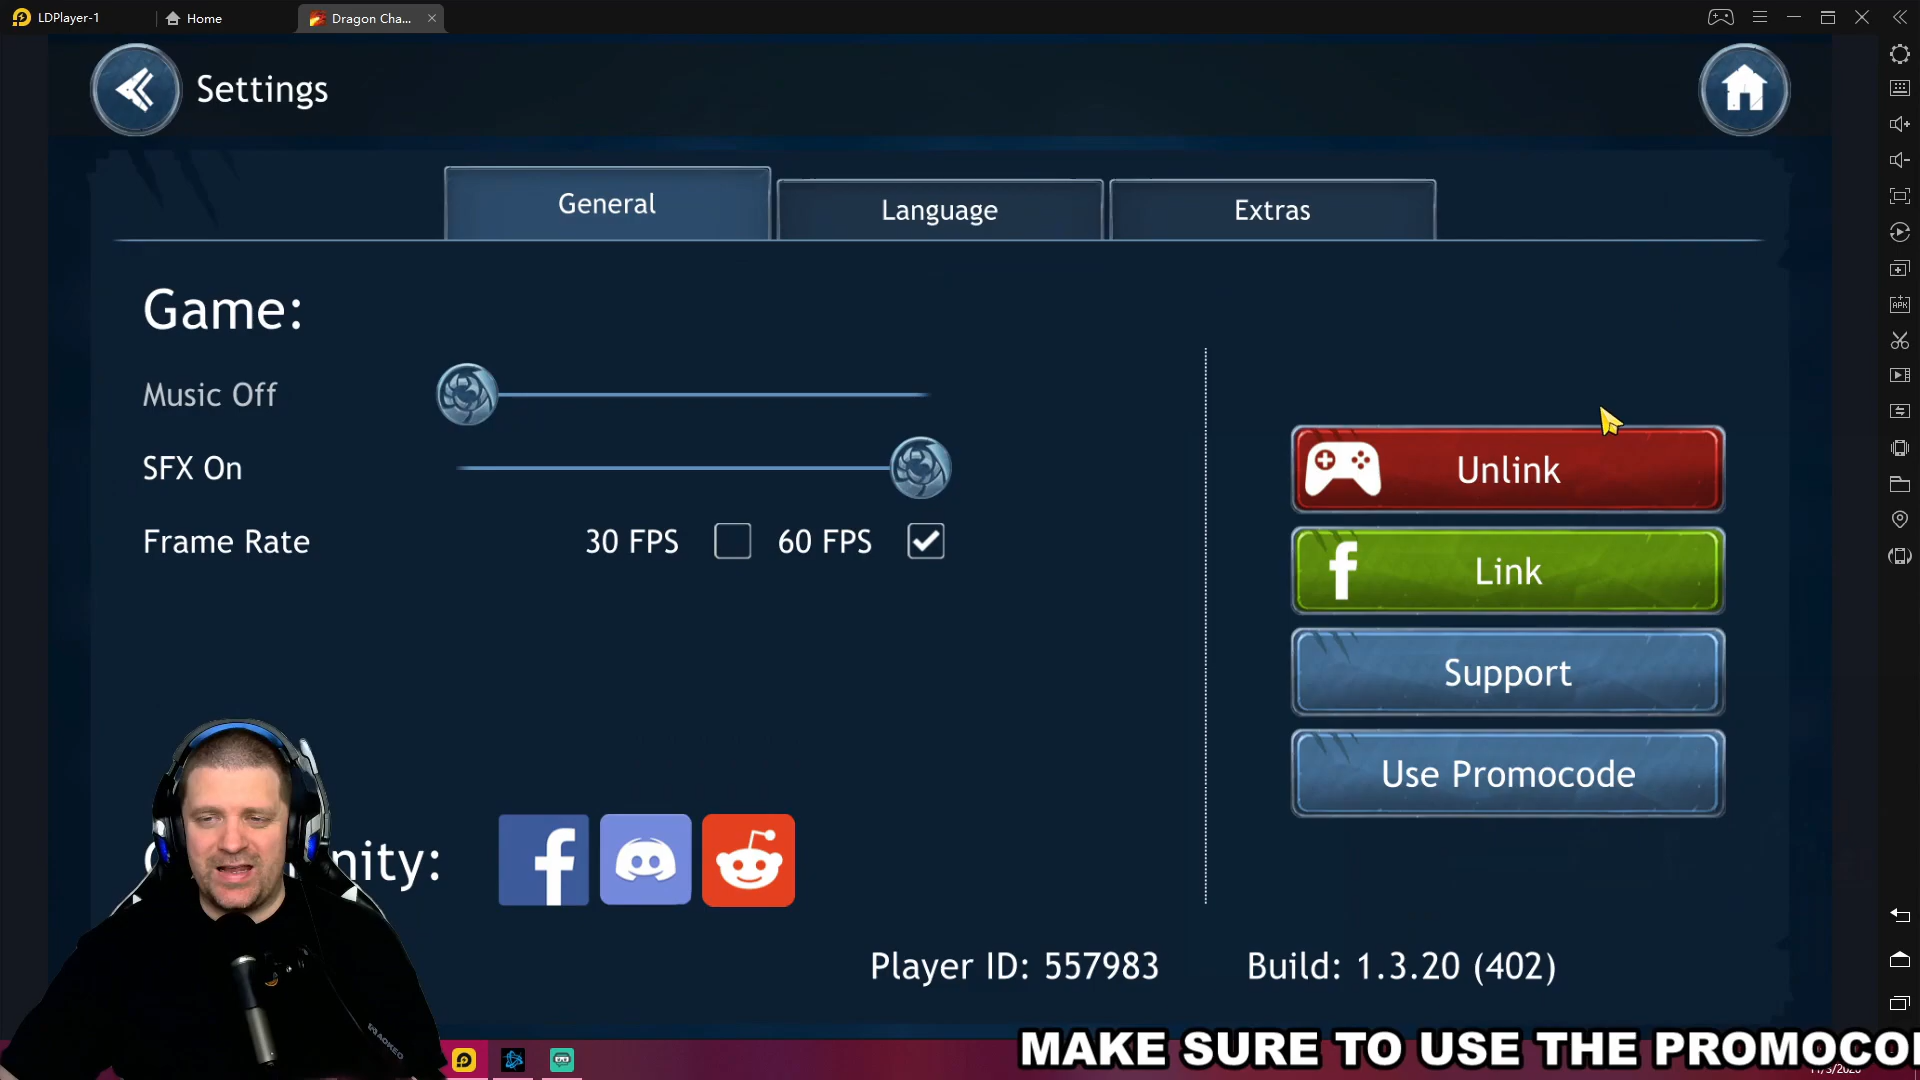 LDPlayer-1
Home
Dragon Cha...
Settings
General
Language
Extras
Game:
Music Off
SFX On
Frame Rate
30 FPS
60 FPS
Unlink
Link
Support
Use Promocode
nity:
Player ID: 557983
Build: 1.3.20 (402)
MAKE SURE TO USE THE PROMOCO